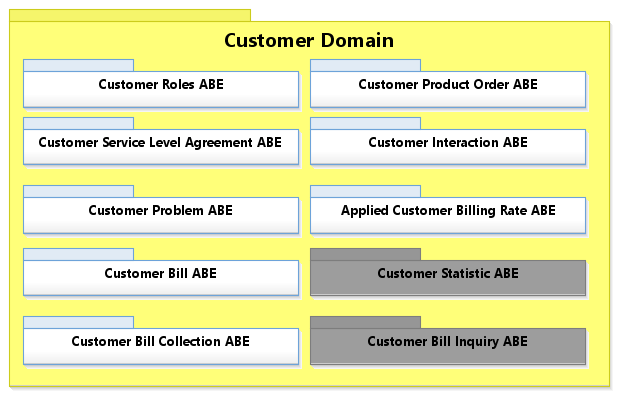 Customer Domain
Customer Roles ABE
Customer Product Order ABE
Customer Service Level Agreement ABE
Customer Interaction ABE
Customer Problem ABE
Applied Customer Billing Rate ABE
Customer Bill ABE
Customer Statistic ABE
Customer Bill Collection ABE
Customer Bill Inquiry ABE